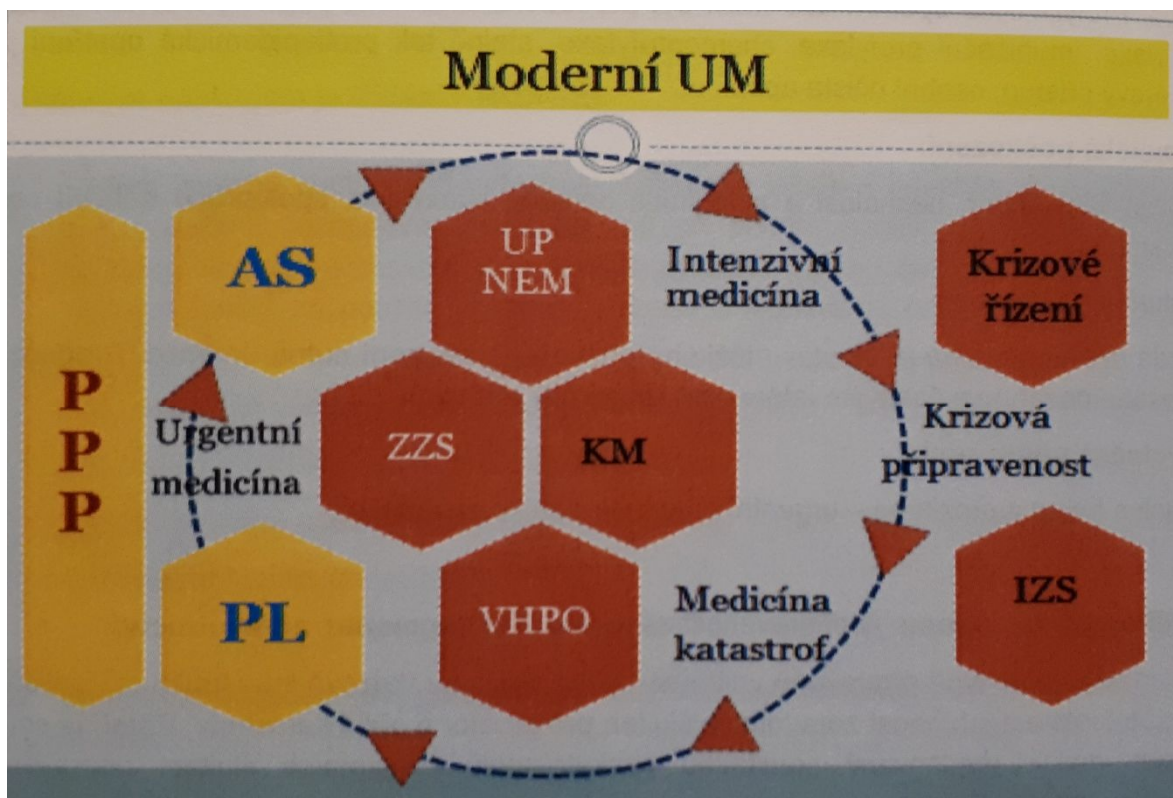 Moderní UM
P
P
P
AS
Urgentní
medicína
PL
UP
NEM
ZZS
KM
VHPO
Intenzivní
medicína
Medicína
katastrof
Krizové
řízení
Krizová
připravenost
IZS